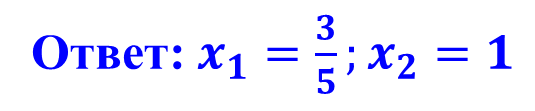 Ответ: x₁ = 3/5; x₂ = 1